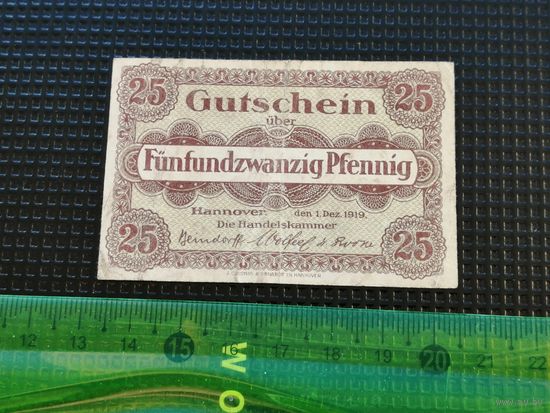 25 Gutschein 25
über
Fünfundzwanzig Pfennig
Hannover, den 1. Dez. 1919.
Die Handelskammer
25 25
12 13 14 15 16 17 18 19 20 21 22
W O